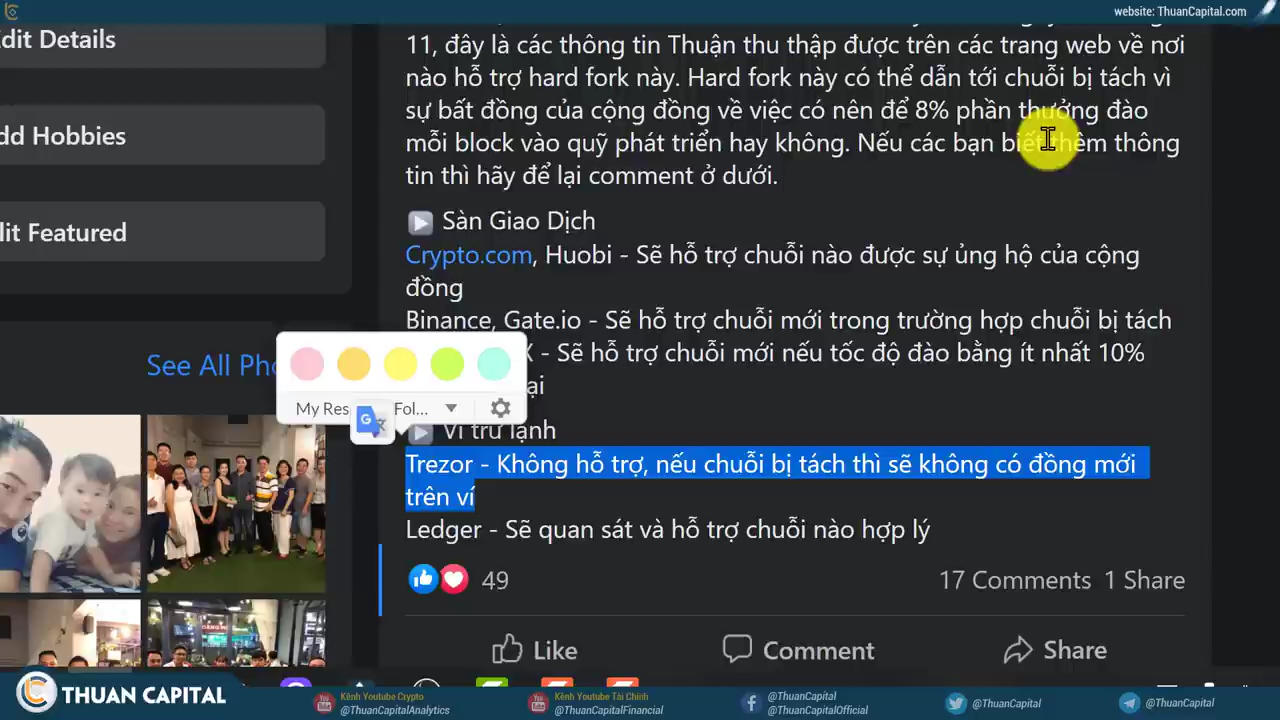 website: ThuanCapital.com
dit Details
dd Hobbies
lit Featured
See All Pho
11, đây là các thông tin Thuận thu thập được trên các trang web về nơi
nào hỗ trợ hard fork này. Hard fork này có thể dẫn tới chuỗi bị tách vì
sự bất đồng của cộng đồng về việc có nên để 8% phần thưởng đào
mỗi block vào quỹ phát triển hay không. Nếu các bạn biết thêm thông
tin thì hãy để lại comment ở dưới.
Sàn Giao Dịch
Crypto.com, Huobi - Sẽ hỗ trợ chuỗi nào được sự ủng hộ của cộng
đồng
Binance, Gate.io - Sẽ hỗ trợ chuỗi mới trong trường hợp chuỗi bị tách
X - Sẽ hỗ trợ chuỗi mới nếu tốc độ đào bằng ít nhất 10%
ại
My Res Fol...
Ví trữ lạnh
Trezor - Không hỗ trợ, nếu chuỗi bị tách thì sẽ không có đồng mới
trên ví
Ledger - Sẽ quan sát và hỗ trợ chuỗi nào hợp lý
49
17 Comments 1 Share
Like Comment Share
THUAN CAPITAL
Kênh Youtube Crypto
@ThuanCapitalAnalytics
Kênh Youtube Tài Chính
@ThuanCapitalFinancial
@ThuanCapital
@ThuanCapitalOfficial
@ThuanCapital
@ThuanCapital